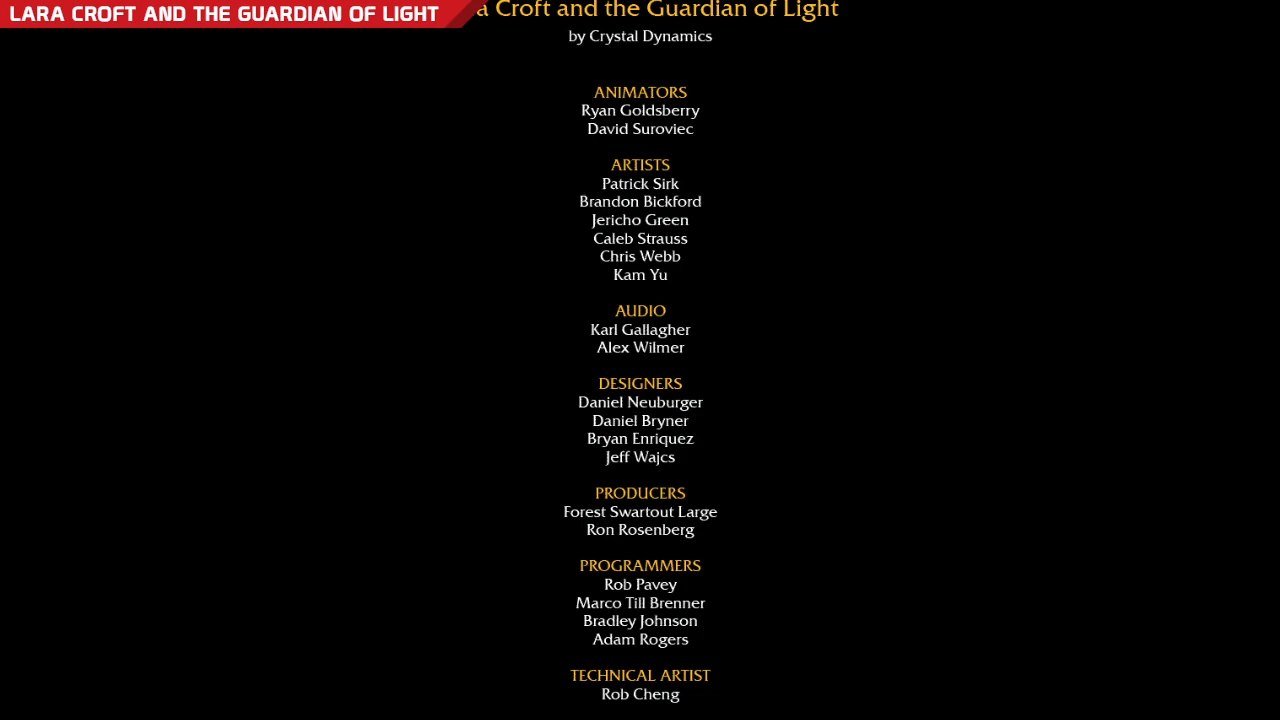 LARA CROFT AND THE GUARDIAN OF LIGHT
a Croft and the Guardian of Light
by Crystal Dynamics
ANIMATORS
Ryan Goldsberry
David Suroviec
ARTISTS
Patrick Sirk
Brandon Bickford
Jericho Green
Caleb Strauss
Chris Webb
Kam Yu
AUDIO
Karl Gallagher
Alex Wilmer
DESIGNERS
Daniel Neuburger
Daniel Bryner
Bryan Enriquez
Jeff Wajcs
PRODUCERS
Forest Swartout Large
Ron Rosenberg
PROGRAMMERS
Rob Pavey
Marco Till Brenner
Bradley Johnson
Adam Rogers
TECHNICAL ARTIST
Rob Cheng